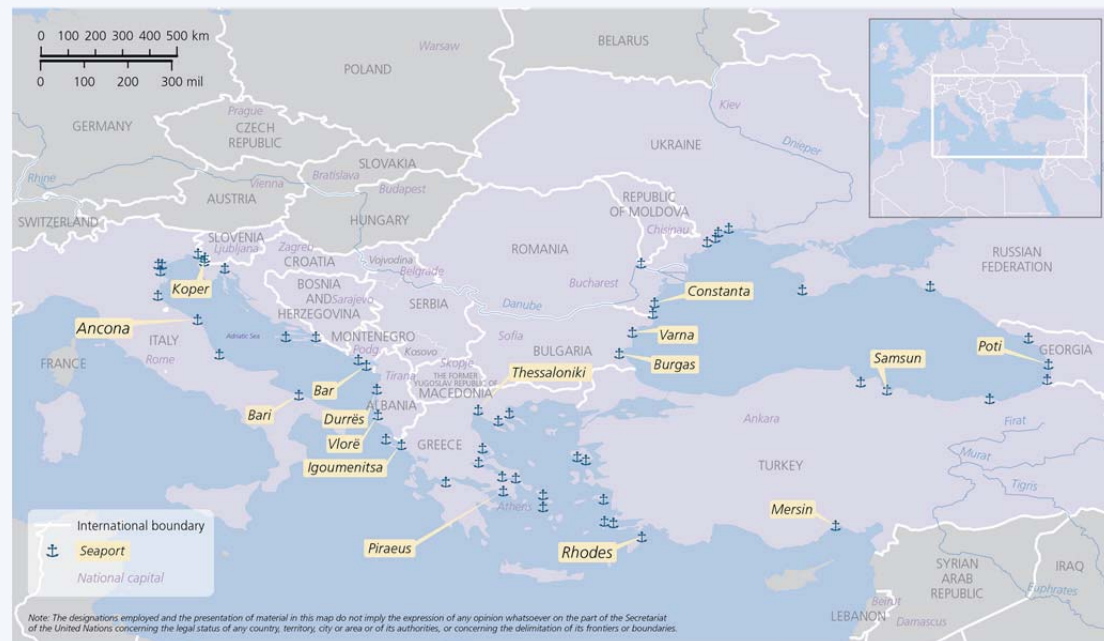 0 100 200 300 400 500 km
0 100 200 300 mil
Warsaw
BELARUS
POLAND
Kiev
Prague
GERMANY
CZECH
REPUBLIC
Dnieper
UKRAINE
SLOVAKIA
Rhine
Vienna
Bratislava
Budapest
AUSTRIA
REPUBLIC
OF MOLDOVA
SWITZERLAND
HUNGARY
Chisinau
SLOVENIA
Ljubljana
Zagreb
CROATIA
Vojvodina
ROMANIA
RUSSIAN
FEDERATION
Belgrade
Koper
BOSNIA
AND
HERZEGOVINA
Sarajevo
Bucharest
Constanta
SERBIA
Danube
Ancona
Adriatic Sea
ITALY
MONTENEGRO
Sofia
Varna
Podg.
Kosovo
BULGARIA
Poti
GEORGIA
Rome
Skopje
Burgas
Samsun
FRANCE
Tirana
THE FORMER
YUGOSLAV REPUBLIC OF
MACEDONIA
Thessaloniki
Bar
ALBANIA
Bari
Durrës
Ankara
Firat
Vlorë
GREECE
Murat
Igoumenitsa
TURKEY
Tigris
Athens
Mersin
International boundary
Seaport
National capital
Piraeus
Rhodes
SYRIAN
ARAB
REPUBLIC
IRAQ
Euphrates
Beirut
LEBANON
Damascus
Note: The designations employed and the presentation of material in this map do not imply the expression of any opinion whatsoever on the part of the Secretariat
of the United Nations concerning the legal status of any country, territory, city or area or of its authorities, or concerning the delimitation of its frontiers or boundaries.